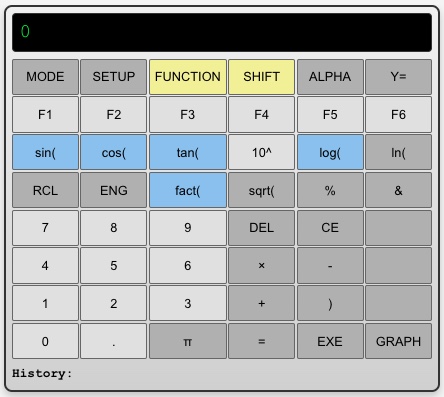 0
MODE SETUP FUNCTION SHIFT ALPHA Y=
F1 F2 F3 F4 F5 F6
sin( cos( tan( 10^ log( ln(
RCL ENG fact( sqrt( % &
7 8 9 DEL CE
4 5 6 × -
1 2 3 + )
0 . π = EXE GRAPH
History: